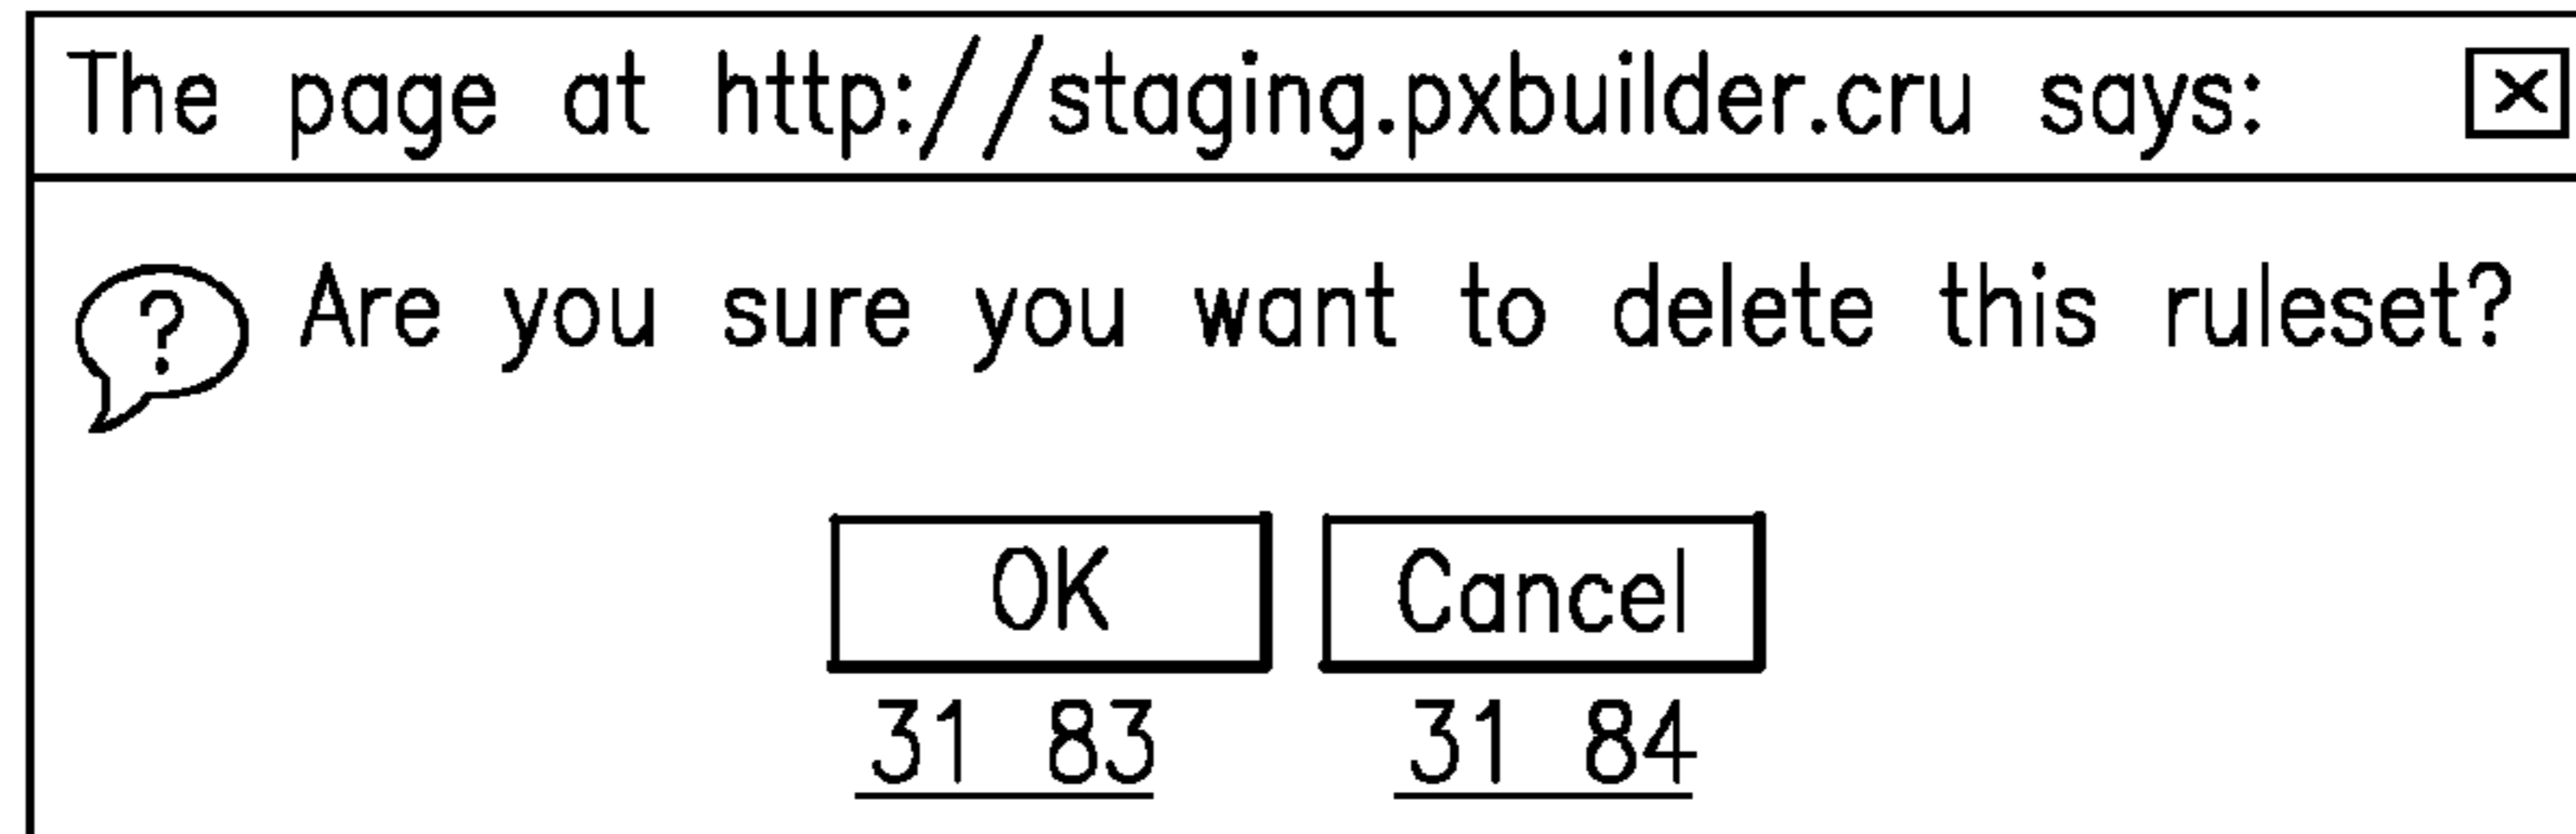 The page at http://staging.pxbuilder.cru says:
? Are you sure you want to delete this ruleset?
OK Cancel
31 83 31 84